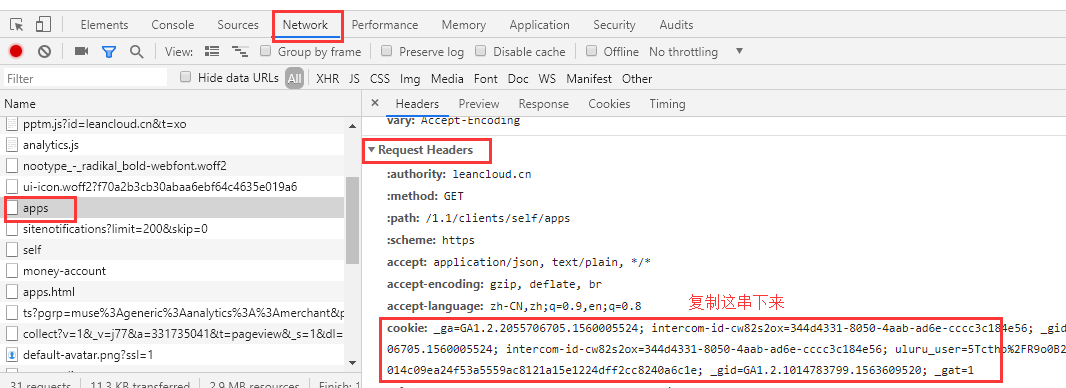 Elements Console Sources Network Performance Memory Application Security Audits
View: Group by frame Preserve log Disable cache Offline No throttling
Filter Hide data URLs All XHR JS CSS Img Media Font Doc WS Manifest Other
Name
pptm.js?id=leancloud.cn&t=xo
analytics.js
nootype_-_radikal_bold-webfont.woff2
ui-icon.woff2?f70a2b3cb30abaa6ebf64c4635e019a6
apps
sitenotifications?limit=200&skip=0
self
money-account
apps.html
ts?pgrp=muse%3Ageneric%3Aanalytics%3A%3Amerchant&p
collect?v=1&_v=j77&a=331735041&t=pageview&_s=1&dl=
default-avatar.png?ssl=1
31 requests 11.3 KB transferred 2.9 MB resources Finish: 1
× Headers Preview Response Cookies Timing
vary: Accept-Encoding
Request Headers
:authority: leancloud.cn
:method: GET
:path: /1.1/clients/self/apps
:scheme: https
accept: application/json, text/plain, */*
accept-encoding: gzip, deflate, br
accept-language: zh-CN,zh;q=0.9,en;q=0.8
复制这串下来
cookie: _ga=GA1.2.2055706705.1560005524; intercom-id-cw82s2ox=344d4331-8050-4aab-ad6e-cccc3c184e56; _gid
06705.1560005524; intercom-id-cw82s2ox=344d4331-8050-4aab-ad6e-cccc3c184e56; uluru_user=5Tctho%2FR9o0B2
014c09ea24f53a5559ac8121a15e1224dff2cc8240a6c1e; _gid=GA1.2.1014783799.1563609520; _gat=1